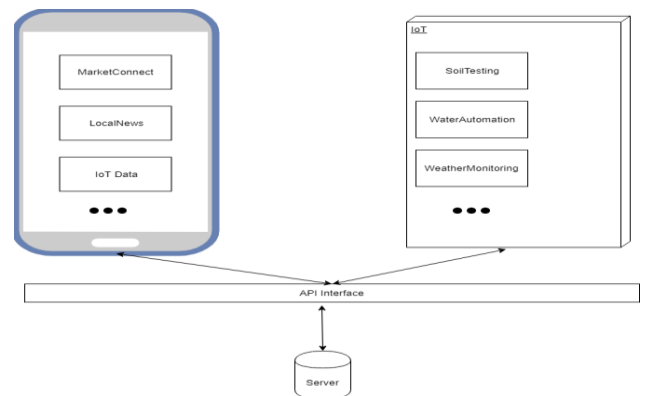 MarketConnect
LocalNews
IoT Data
IoT
SoilTesting
WaterAutomation
WeatherMonitoring
API Interface
Server